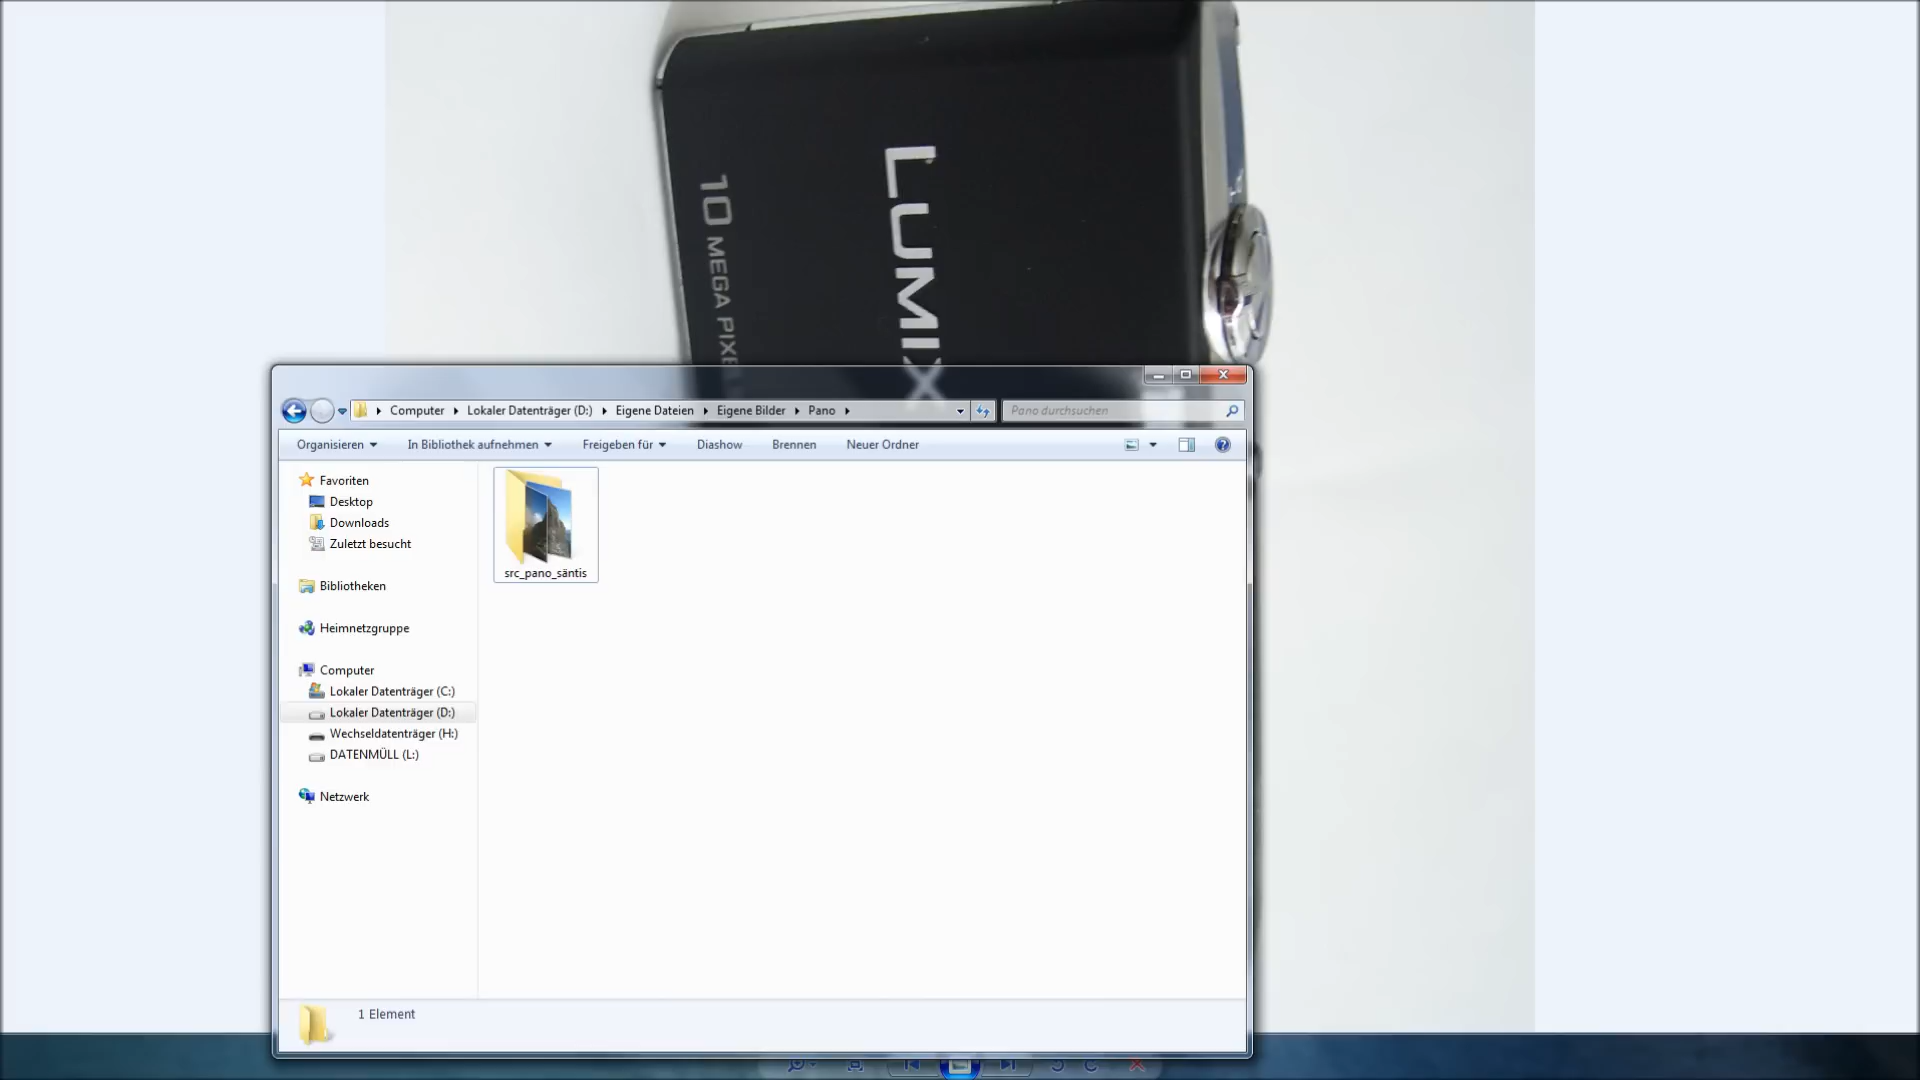 LUMIX
10 MEGA PIXEL
Computer
Lokaler Datenträger (D:)
Eigene Dateien
Eigene Bilder
Pano
Pano durchsuchen
Organisieren
In Bibliothek aufnehmen
Freigeben für
Diashow
Brennen
Neuer Ordner
Favoriten
Desktop
Downloads
Zuletzt besucht
Bibliotheken
Heimnetzgruppe
Computer
Lokaler Datenträger (C:)
Lokaler Datenträger (D:)
Wechseldatenträger (H:)
DATENMÜLL (L:)
Netzwerk
src_pano_säntis
1 Element